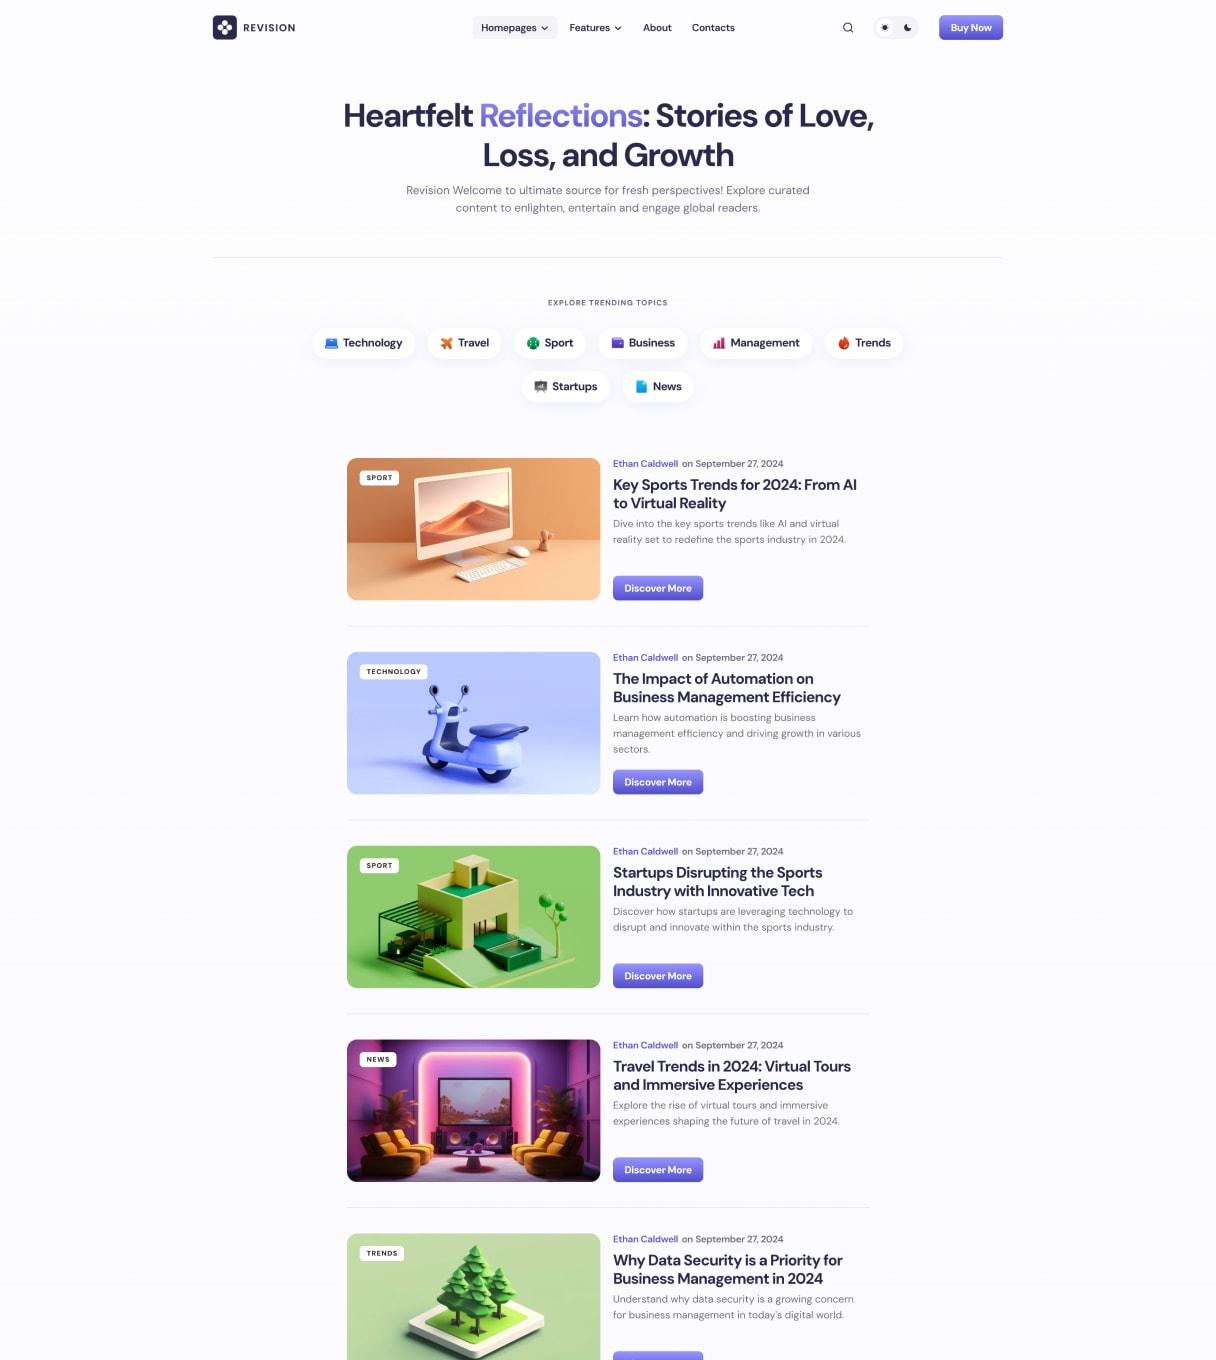 REVISION
Homepages
Features
About
Contacts
Buy Now
Heartfelt Reflections: Stories of Love,
Loss, and Growth
Revision Welcome to ultimate source for fresh perspectives! Explore curated
content to enlighten, entertain and engage global readers.
EXPLORE TRENDING TOPICS
Technology
Travel
Sport
Business
Management
Trends
Startups
News
SPORT
Ethan Caldwell on September 27, 2024
Key Sports Trends for 2024: From AI
to Virtual Reality
Dive into the key sports trends like AI and virtual
reality set to redefine the sports industry in 2024.
Discover More
TECHNOLOGY
Ethan Caldwell on September 27, 2024
The Impact of Automation on
Business Management Efficiency
Learn how automation is boosting business
management efficiency and driving growth in various
sectors.
Discover More
SPORT
Ethan Caldwell on September 27, 2024
Startups Disrupting the Sports
Industry with Innovative Tech
Discover how startups are leveraging technology to
disrupt and innovate within the sports industry.
Discover More
NEWS
Ethan Caldwell on September 27, 2024
Travel Trends in 2024: Virtual Tours
and Immersive Experiences
Explore the rise of virtual tours and immersive
experiences shaping the future of travel in 2024.
Discover More
TRENDS
Ethan Caldwell on September 27, 2024
Why Data Security is a Priority for
Business Management in 2024
Understand why data security is a growing concern
for business management in today's digital world.